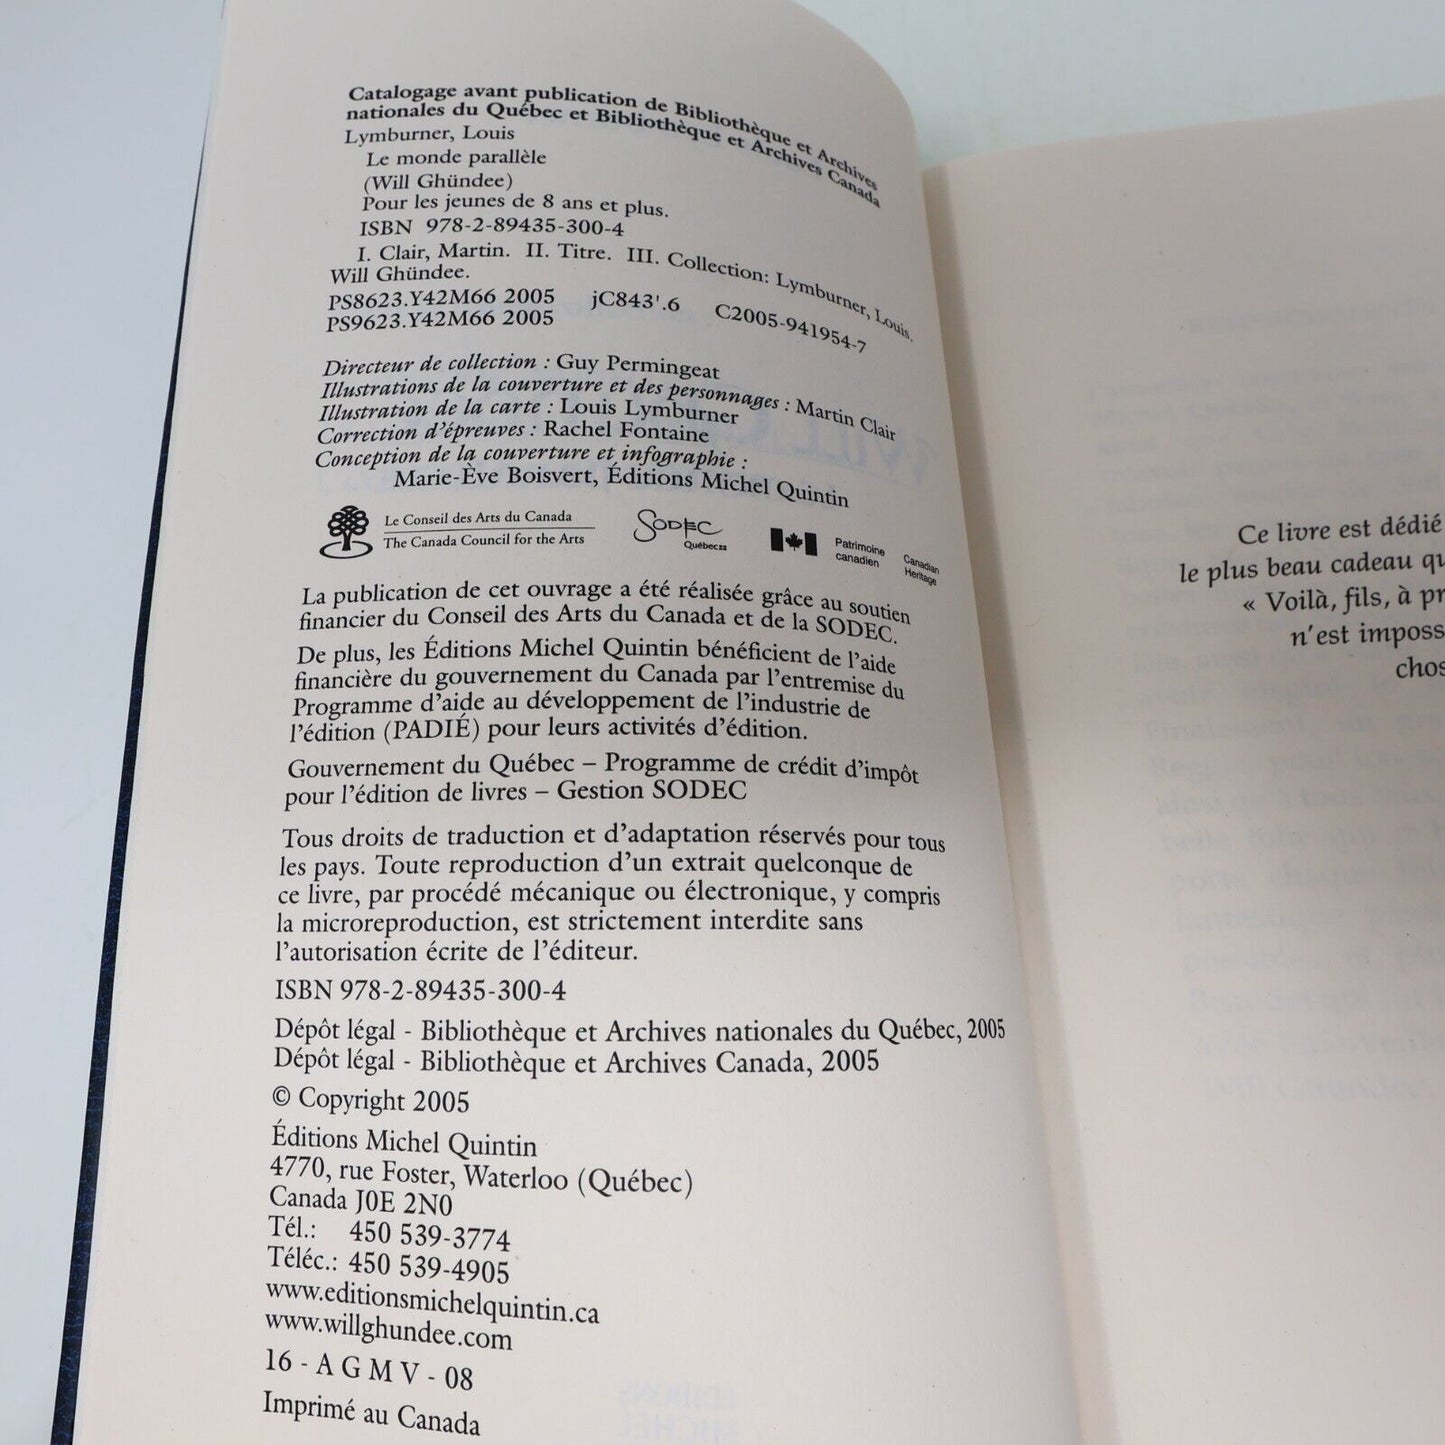 Catalogage avant publication de Bibliothèque et Archives
nationales du Québec et Bibliothèque et Archives Canada
Lymburner, Louis
Le monde parallèle
(Will Ghündee)
Pour les jeunes de 8 ans et plus.
ISBN 978-2-89435-300-4
I. Clair, Martin. II. Titre. III. Collection: Lymburner, Louis.
Will Ghündee.
PS8623.Y42M66 2005 jC843'.6 C2005-941954-7
PS9623.Y42M66 2005
Directeur de collection : Guy Permingeat
Illustrations de la couverture et des personnages : Martin Clair
Illustration de la carte : Louis Lymburner
Correction d'épreuves : Rachel Fontaine
Conception de la couverture et infographie :
Marie-Ève Boisvert, Éditions Michel Quintin
Le Conseil des Arts du Canada
The Canada Council for the Arts
SODEC
Québec
Patrimoine canadien
Canadian Heritage
La publication de cet ouvrage a été réalisée grâce au soutien
financier du Conseil des Arts du Canada et de la SODEC.
De plus, les Éditions Michel Quintin bénéficient de l'aide
financière du gouvernement du Canada par l'entremise du
Programme d'aide au développement de l'industrie de
l'édition (PADIÉ) pour leurs activités d'édition.
Gouvernement du Québec – Programme de crédit d'impôt
pour l'édition de livres – Gestion SODEC
Tous droits de traduction et d'adaptation réservés pour tous
les pays. Toute reproduction d'un extrait quelconque de
ce livre, par procédé mécanique ou électronique, y compris
la microreproduction, est strictement interdite sans
l'autorisation écrite de l'éditeur.
ISBN 978-2-89435-300-4
Dépôt légal - Bibliothèque et Archives nationales du Québec, 2005
Dépôt légal - Bibliothèque et Archives Canada, 2005
© Copyright 2005
Éditions Michel Quintin
4770, rue Foster, Waterloo (Québec)
Canada J0E 2N0
Tél.: 450 539-3774
Téléc.: 450 539-4905
www.editionsmichelquintin.ca
www.willghundee.com
16 - A G M V - 08
Imprimé au Canada
Ce livre est dédié
le plus beau cadeau qu
« Voilà, fils, à pr
n'est imposs
chos